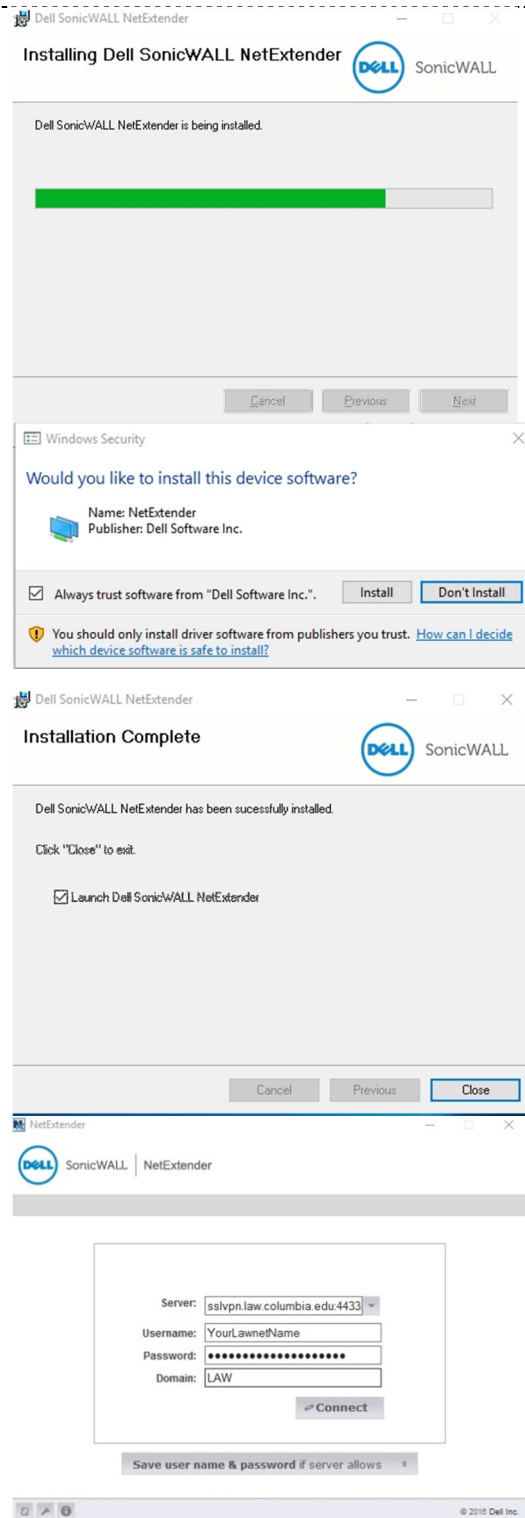 Dell SonicWALL NetExtender
Installing Dell SonicWALL NetExtender
DELL SonicWALL
Dell SonicWALL NetExtender is being installed.
Cancel Previous Next
Windows Security
Would you like to install this device software?
Name: NetExtender
Publisher: Dell Software Inc.
Always trust software from "Dell Software Inc.". Install Don't Install
You should only install driver software from publishers you trust. How can I decide
which device software is safe to install?
Dell SonicWALL NetExtender
Installation Complete
DELL SonicWALL
Dell SonicWALL NetExtender has been sucessfully installed.
Click "Close" to exit.
Launch Dell SonicWALL NetExtender
Cancel Previous Close
NetExtender
DELL SonicWALL | NetExtender
Server: sslvpn.law.columbia.edu:4433
Username: YourLawnetName
Password: ••••••••••••••••••••
Domain: LAW
Connect
Save user name & password if server allows
© 2016 Dell Inc.